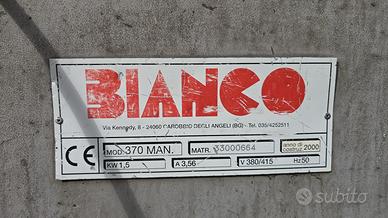 BIANCO
Via Kennedy, 8 - 24060 CAROBBIO DEGLI ANGELI (BG) - Tel. 035/4252511
CE
MOD. 370 MAN.
MATR. 33000664
anno di costruz. 2000
KW 1,5
A 3,56
V 380/415
Hz 50
subito